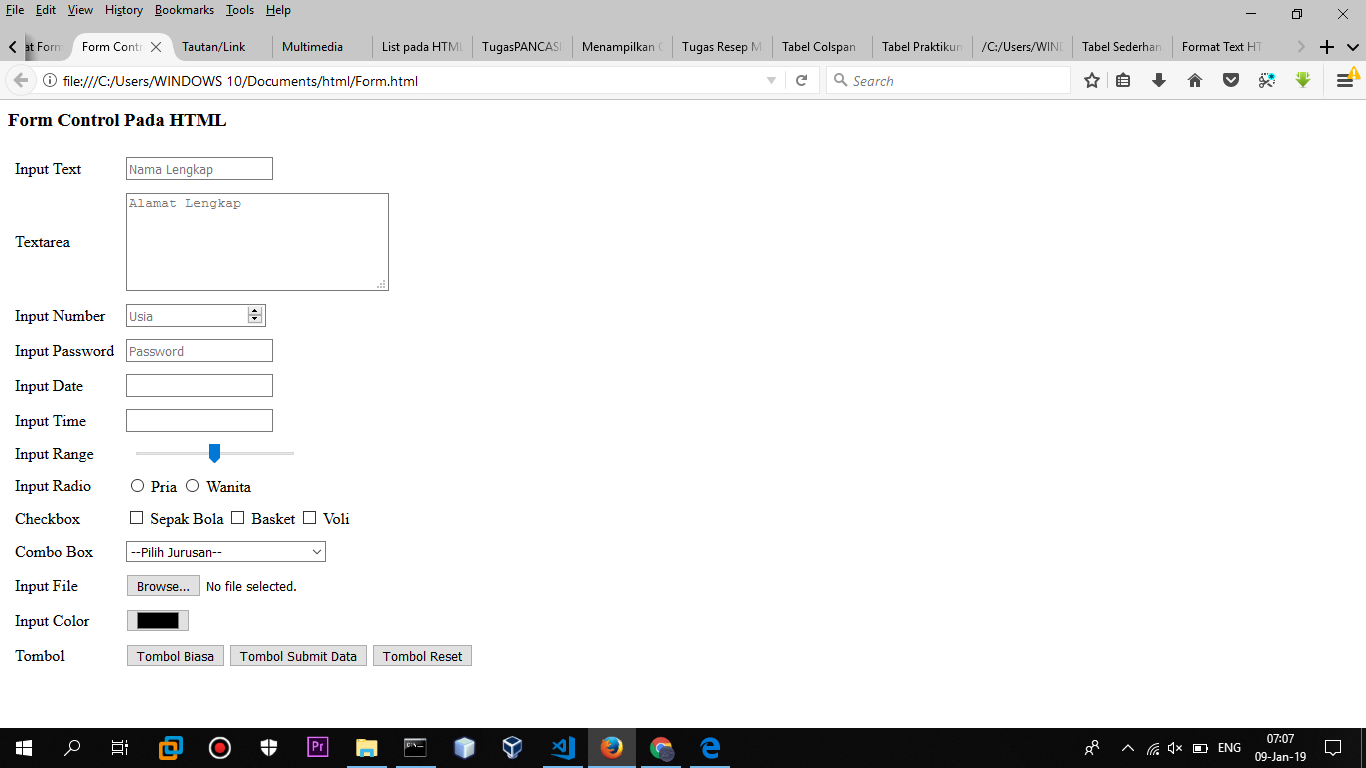 File Edit View History Bookmarks Tools Help
at Form Form Contr Tautan/Link Multimedia List pada HTML TugasPANCASI Menampilkan Tugas Resep M Tabel Colspan Tabel Praktikum /C:/Users/WIND Tabel Sederhan Format Text HT
file:///C:/Users/WINDOWS 10/Documents/html/Form.html Search
Form Control Pada HTML
Input Text Nama Lengkap
Alamat Lengkap
Textarea
Input Number Usia
Input Password Password
Input Date
Input Time
Input Range
Input Radio Pria Wanita
Checkbox Sepak Bola Basket Voli
Combo Box --Pilih Jurusan--
Input File Browse... No file selected.
Input Color
Tombol Tombol Biasa Tombol Submit Data Tombol Reset
Pr ENG 07:07
09-Jan-19